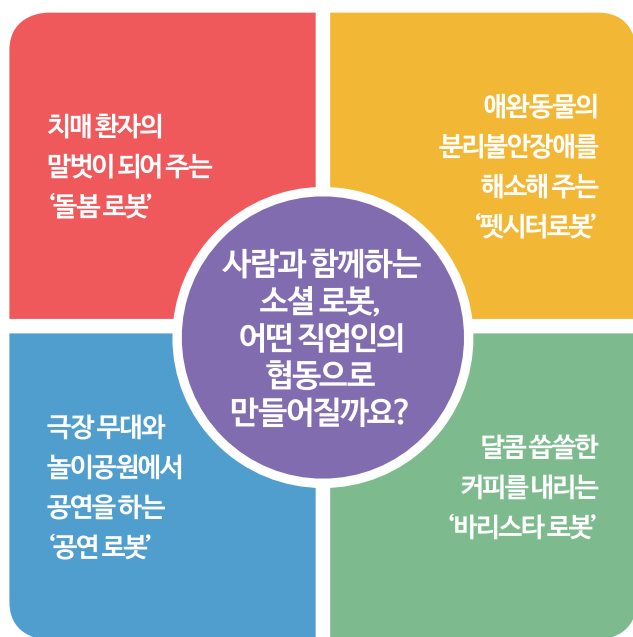 치매 환자의
말벗이 되어 주는
‘돌봄 로봇’
애완동물의
분리불안장애를
해소해 주는
‘펫시터로봇’
사람과 함께하는
소셜 로봇,
어떤 직업인의
협동으로
만들어질까요?
극장 무대와
놀이공원에서
공연을 하는
‘공연 로봇’
달콤 씁쓸한
커피를 내리는
‘바리스타 로봇’